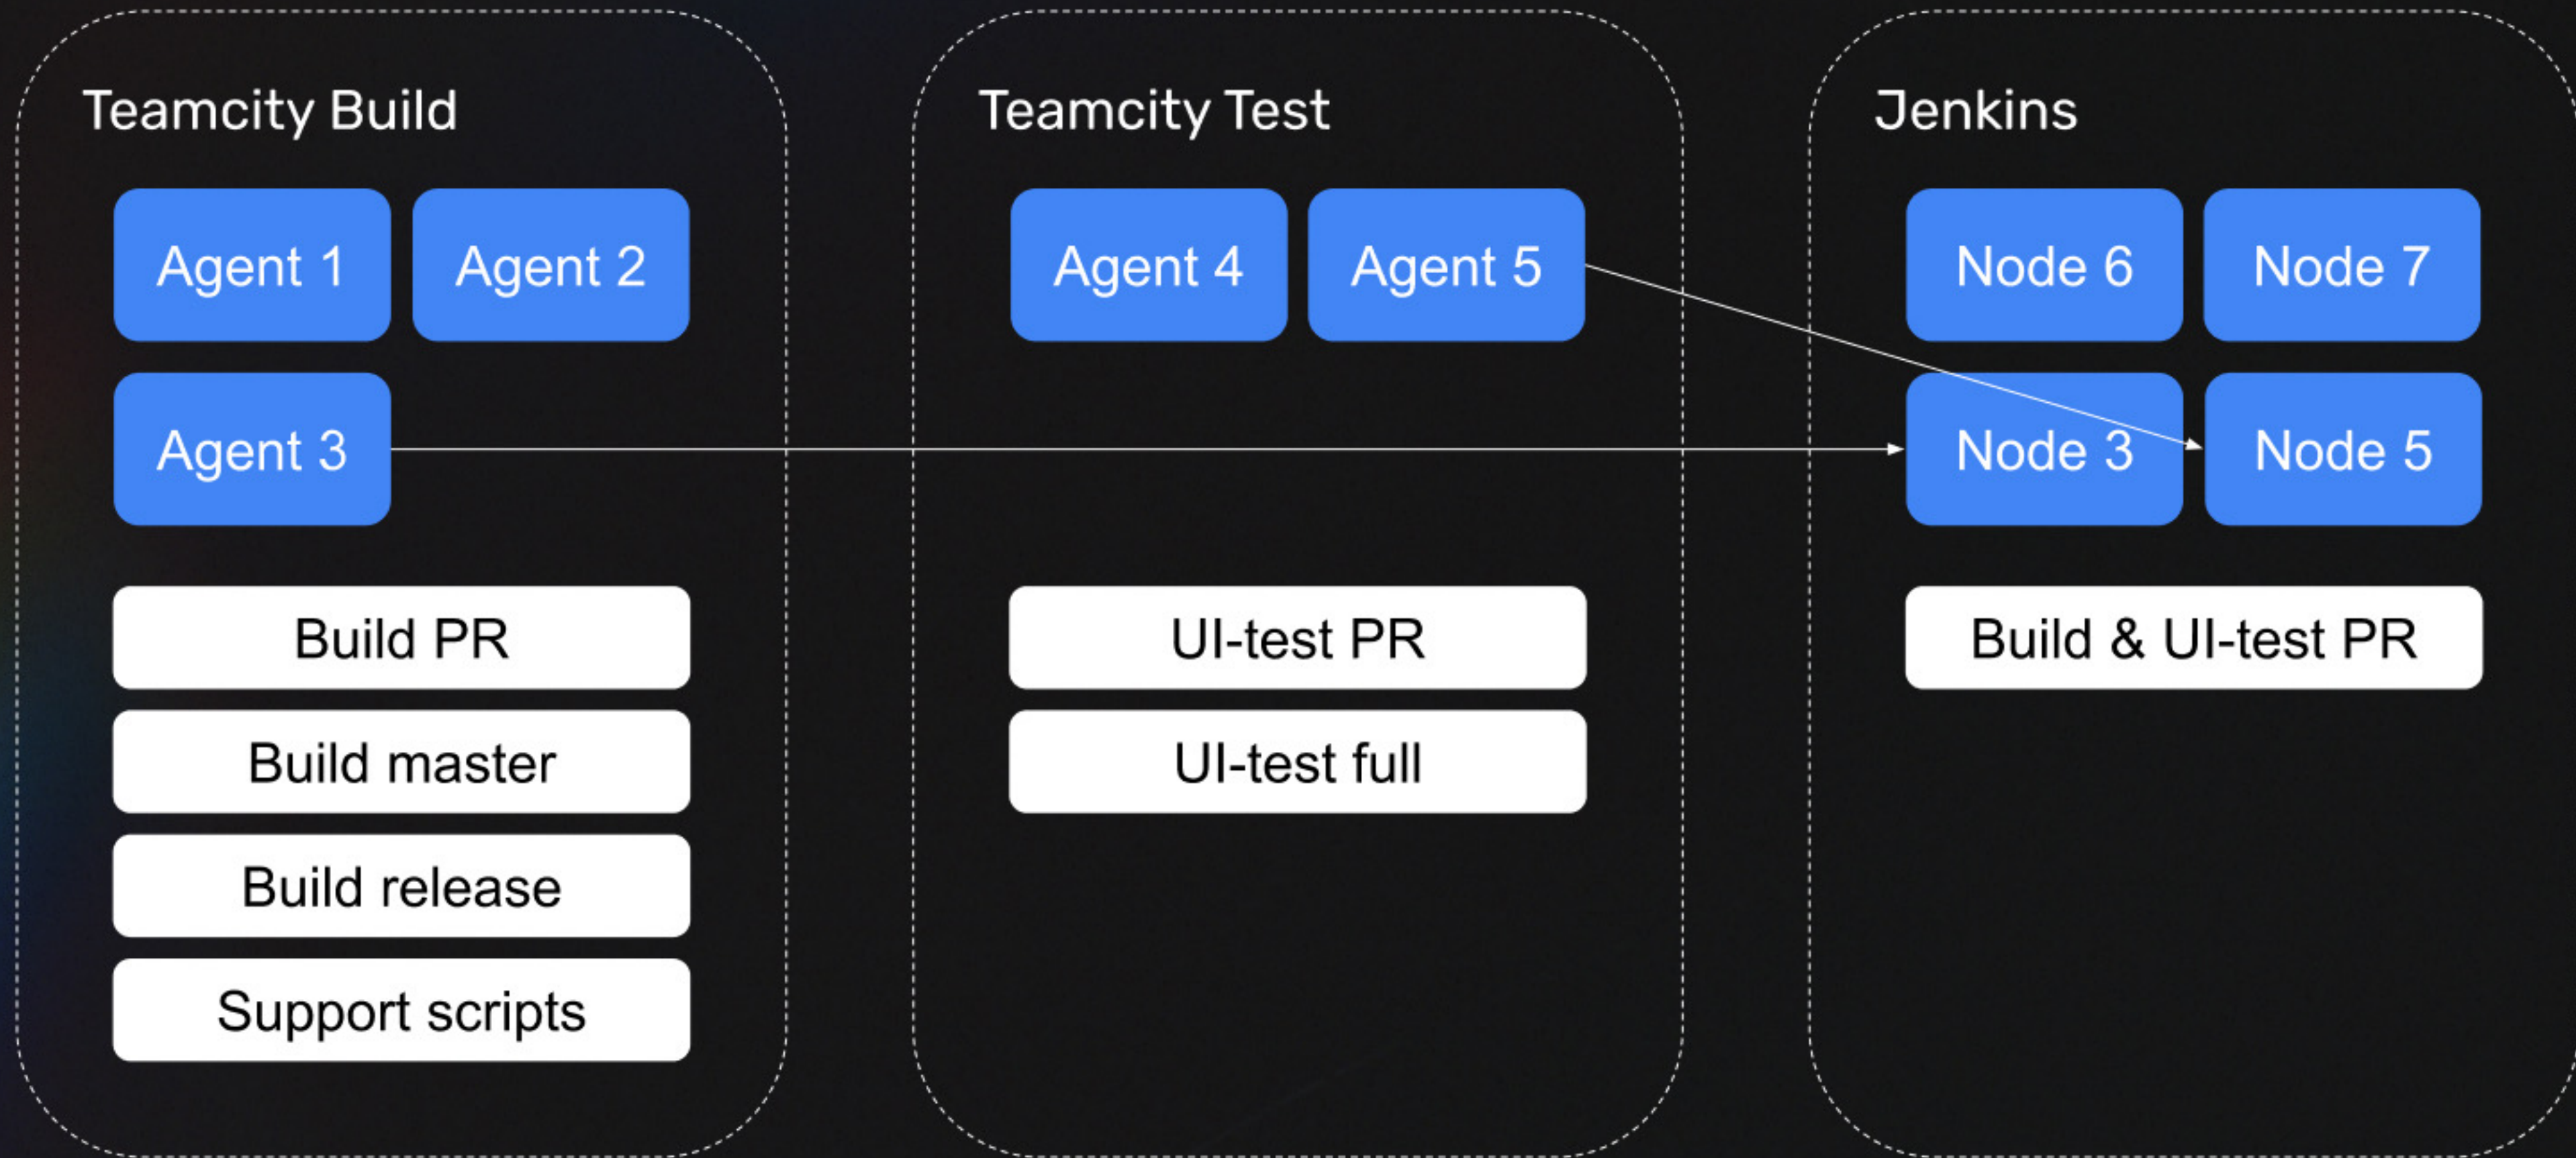 Teamcity Build
Agent 1
Agent 2
Agent 3
Build PR
Build master
Build release
Support scripts
Teamcity Test
Agent 4
Agent 5
UI-test PR
UI-test full
Jenkins
Node 6
Node 7
Node 3
Node 5
Build & UI-test PR